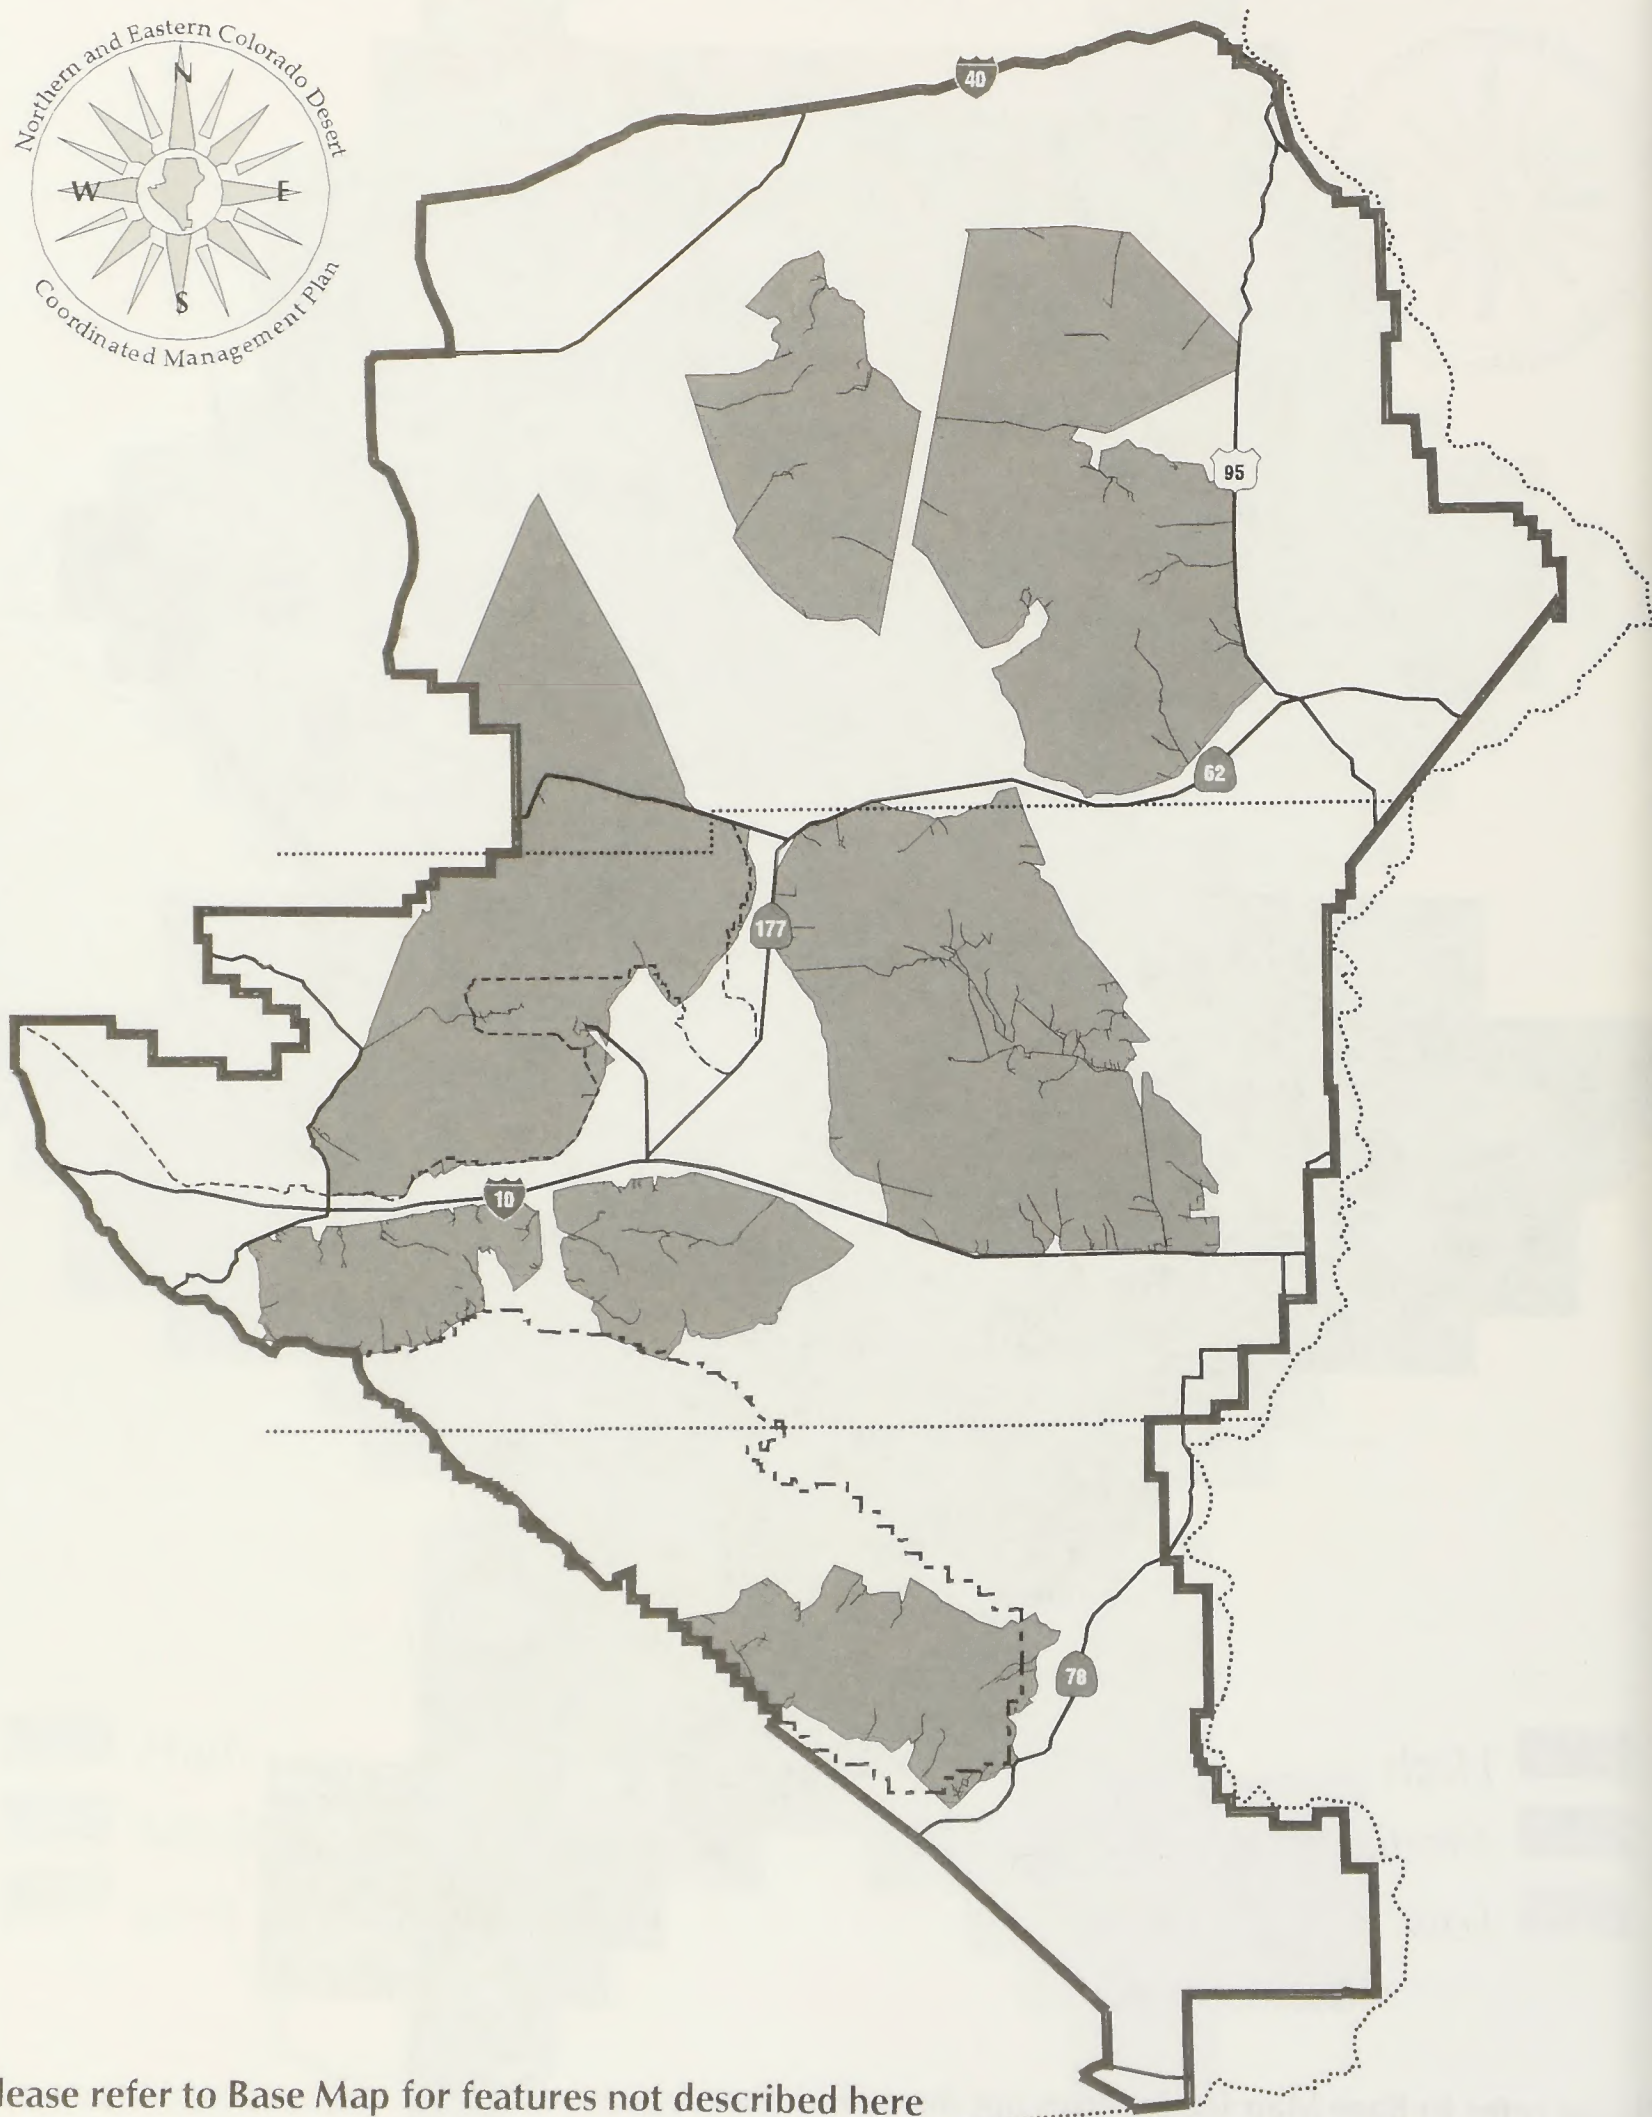 Northern and Eastern Colorado Desert
N
W
E
S
Coordinated Management Plan
40
95
62
177
10
78
lease refer to Base Map for features not described here